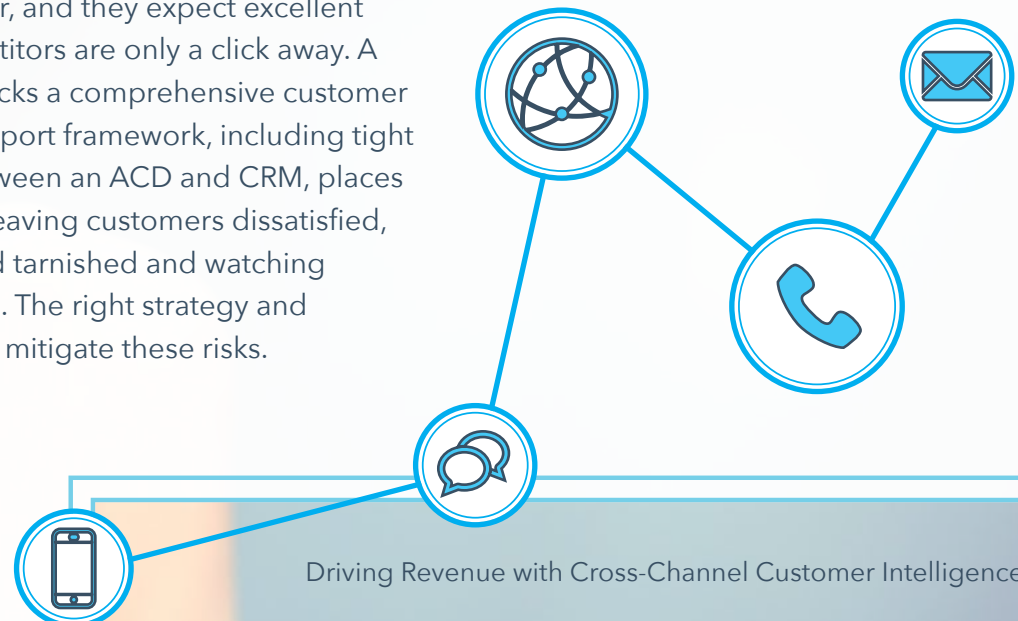 r, and they expect excellent
titors are only a click away. A
cks a comprehensive customer
port framework, including tight
ween an ACD and CRM, places
eaving customers dissatisfied,
d tarnished and watching
. The right strategy and
mitigate these risks.
Driving Revenue with Cross-Channel Customer Intelligence